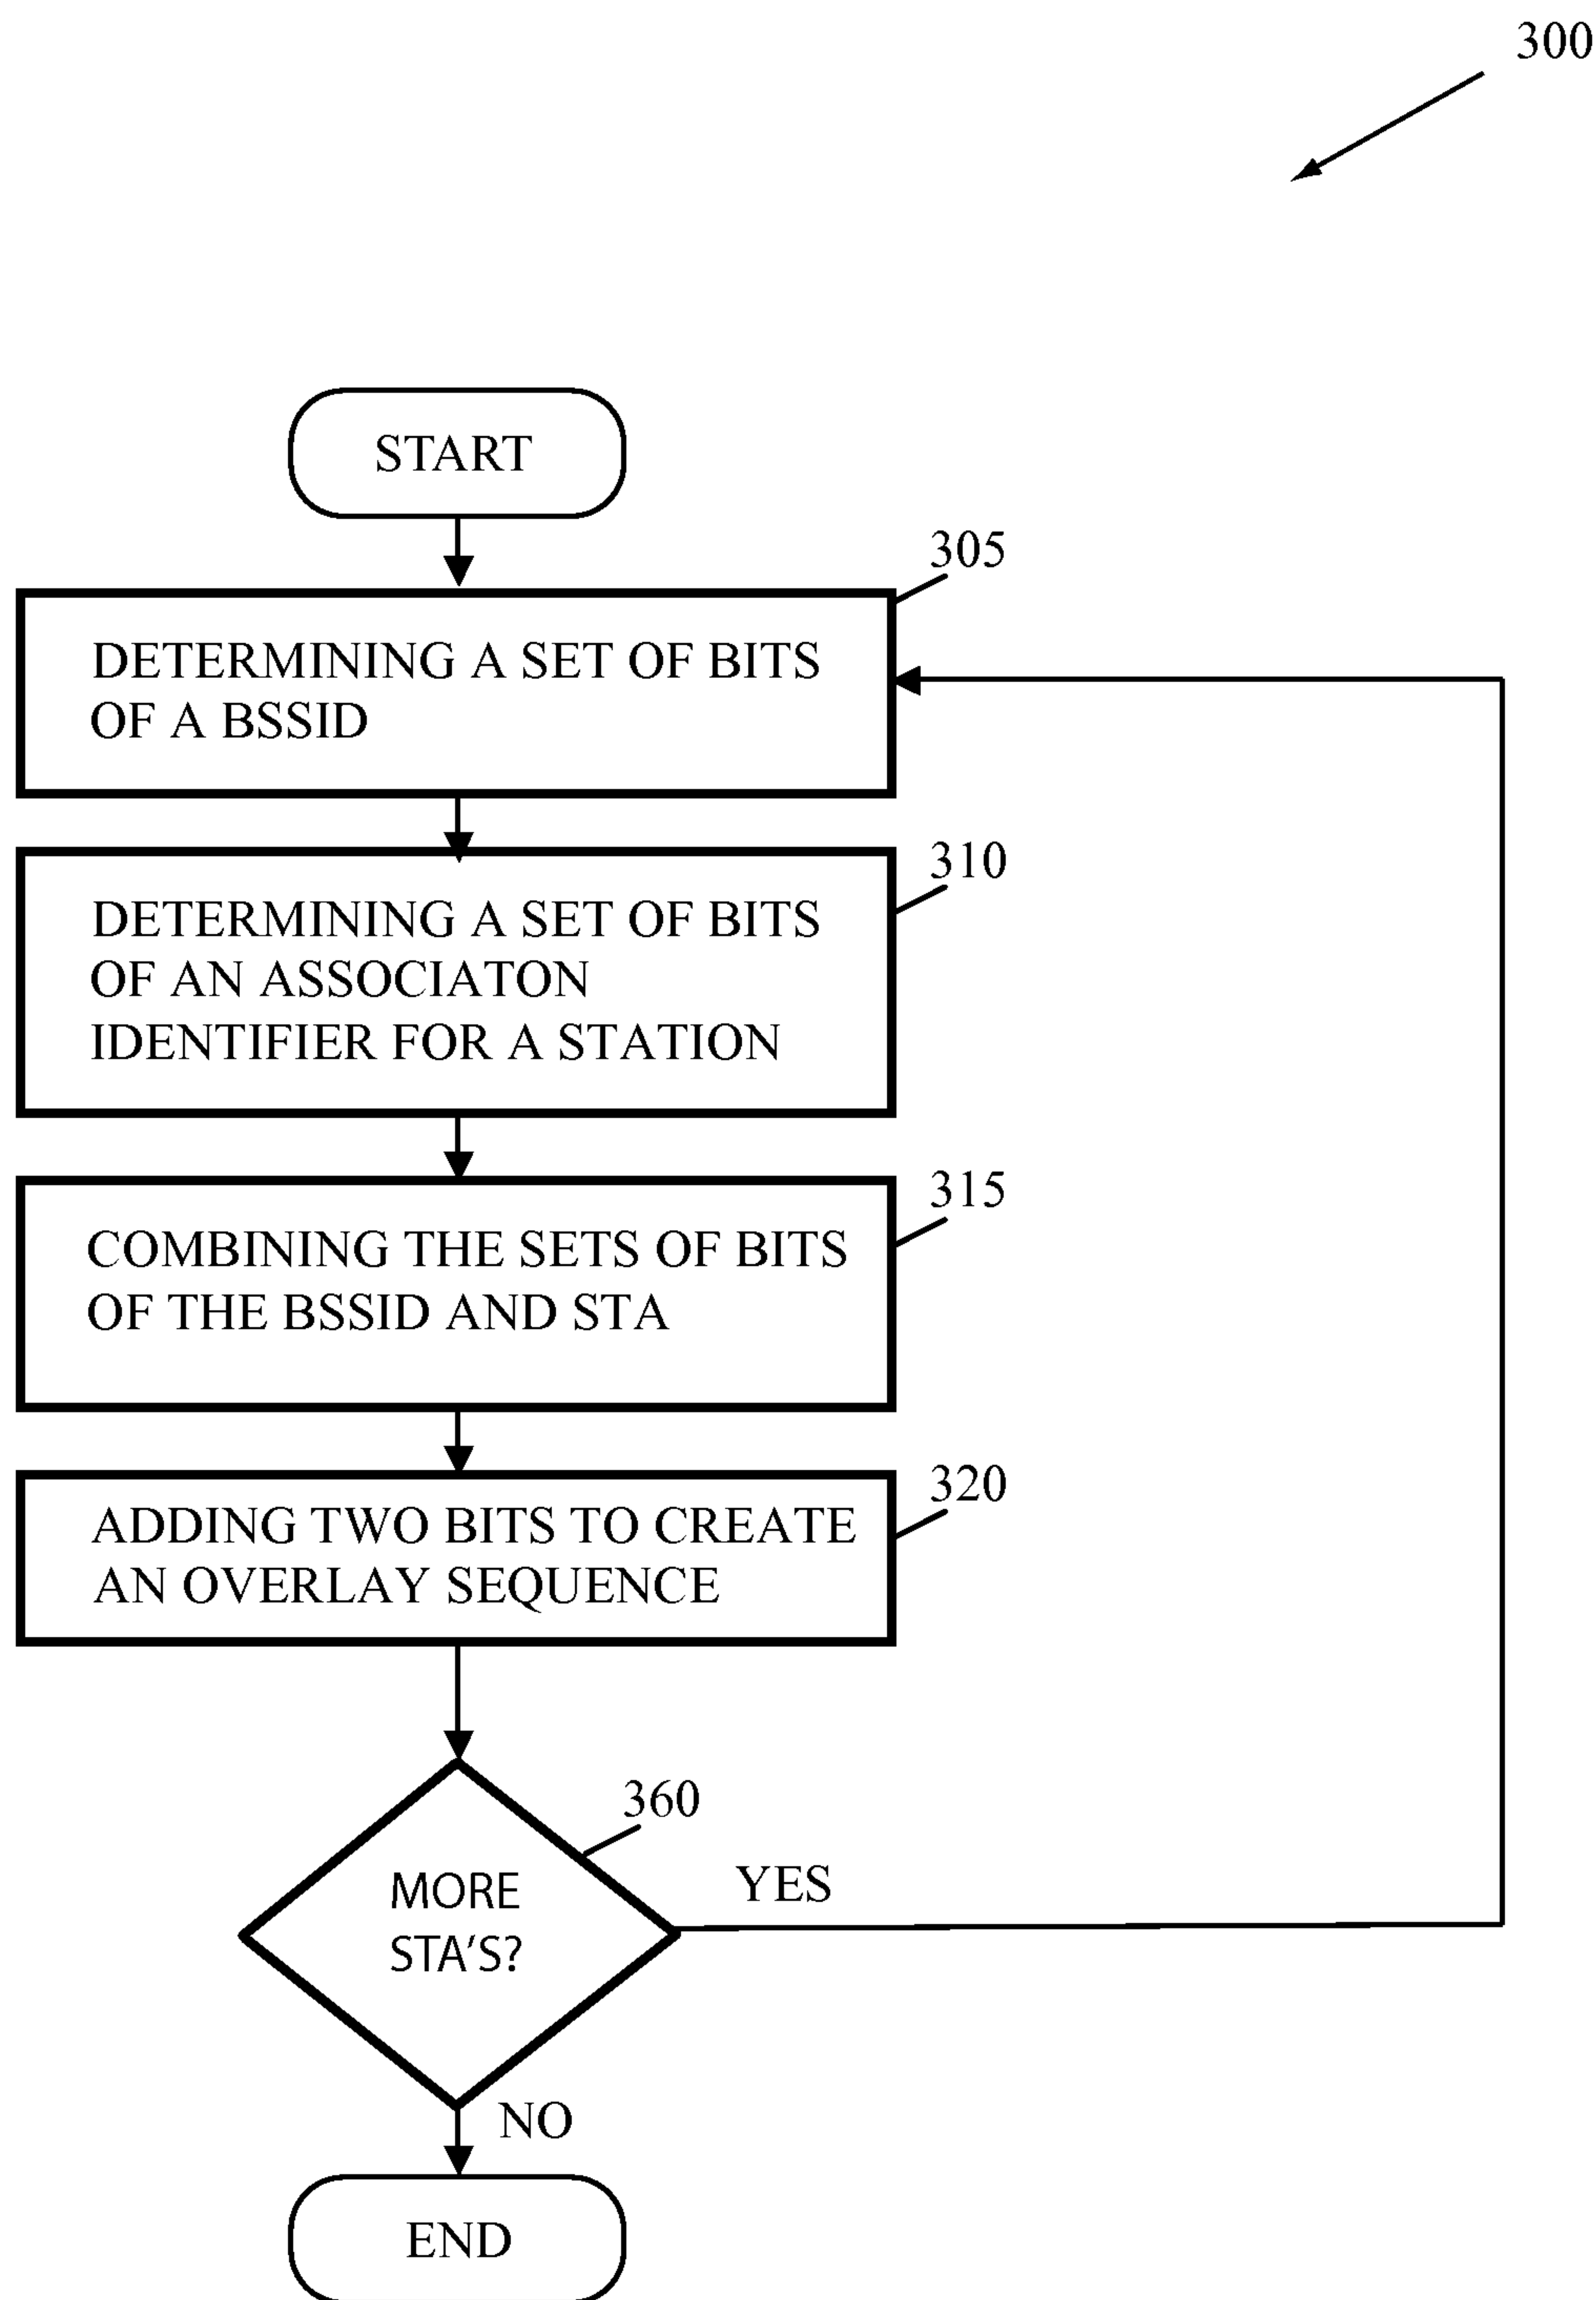 300
START
305
DETERMINING A SET OF BITS
OF A BSSID
310
DETERMINING A SET OF BITS
OF AN ASSOCIATON
IDENTIFIER FOR A STATION
315
COMBINING THE SETS OF BITS
OF THE BSSID AND STA
320
ADDING TWO BITS TO CREATE
AN OVERLAY SEQUENCE
360
MORE
STA'S?
YES
NO
END